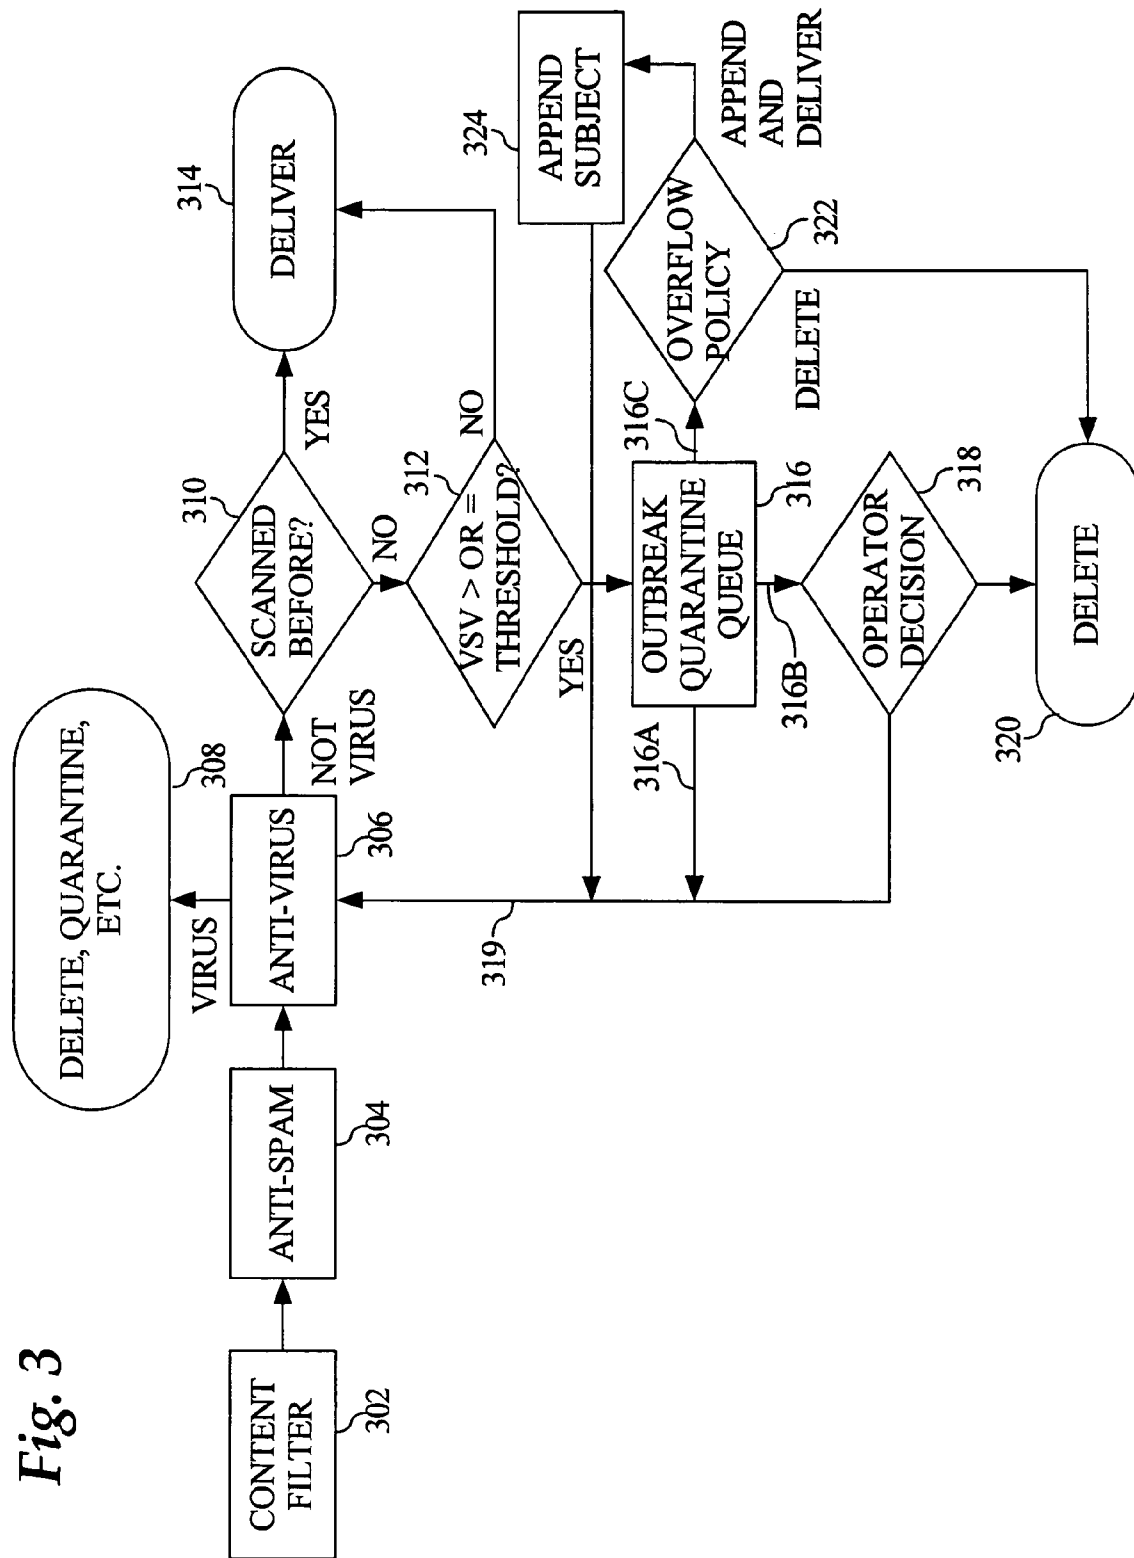 Fig. 3
CONTENT
FILTER
302
ANTI-SPAM
304
ANTI-VIRUS
306
VIRUS
DELETE, QUARANTINE,
ETC.
308
NOT
VIRUS
SCANNED
BEFORE?
310
YES
DELIVER
314
NO
VSV > OR =
THRESHOLD?
312
NO
YES
OUTBREAK
QUARANTINE
QUEUE
316
316A
316B
316C
OVERFLOW
POLICY
322
APPEND
AND
DELIVER
APPEND
SUBJECT
324
DELETE
OPERATOR
DECISION
318
319
DELETE
320